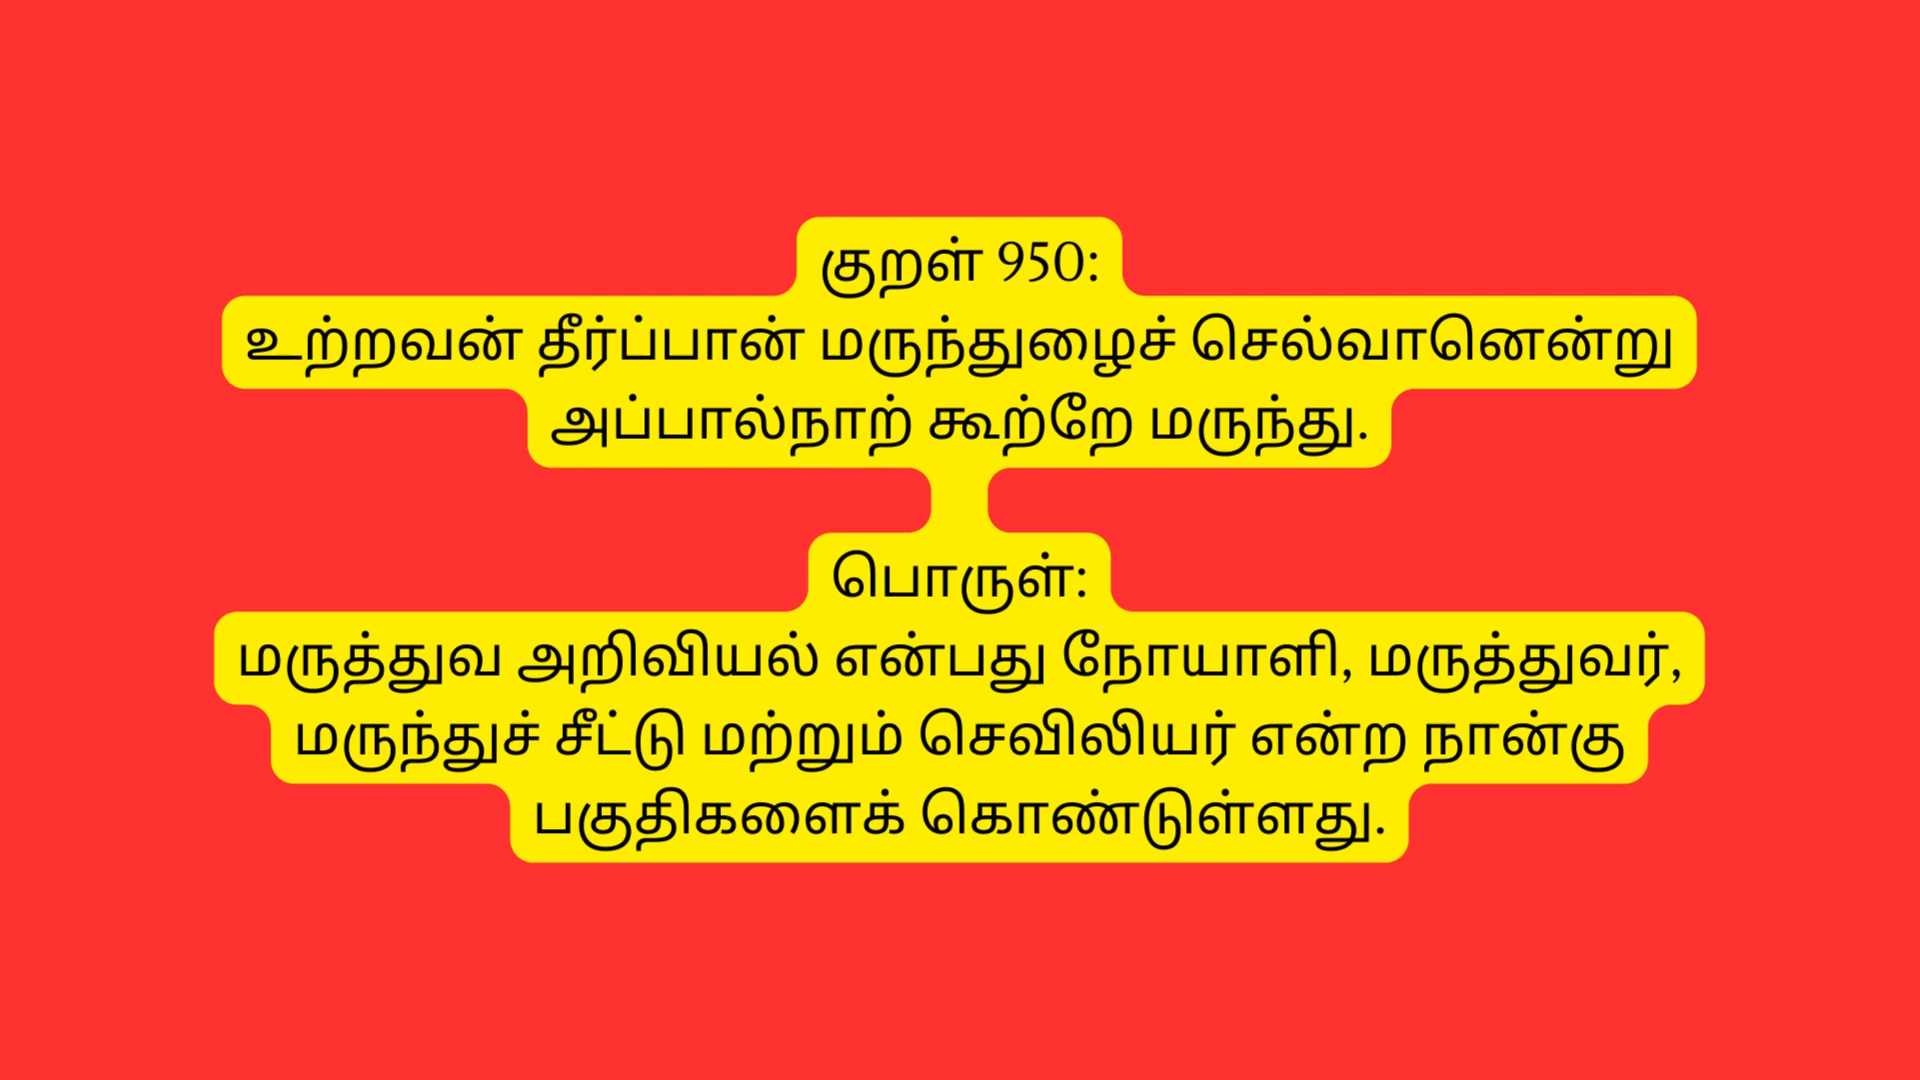 குறள் 950:
உற்றவன் தீர்ப்பான் மருந்துழைச் செல்வானென்று
அப்பால்நாற் கூற்றே மருந்து.
பொருள்:
மருத்துவ அறிவியல் என்பது நோயாளி, மருத்துவர்,
மருந்துச் சீட்டு மற்றும் செவிலியர் என்ற நான்கு
பகுதிகளைக் கொண்டுள்ளது.